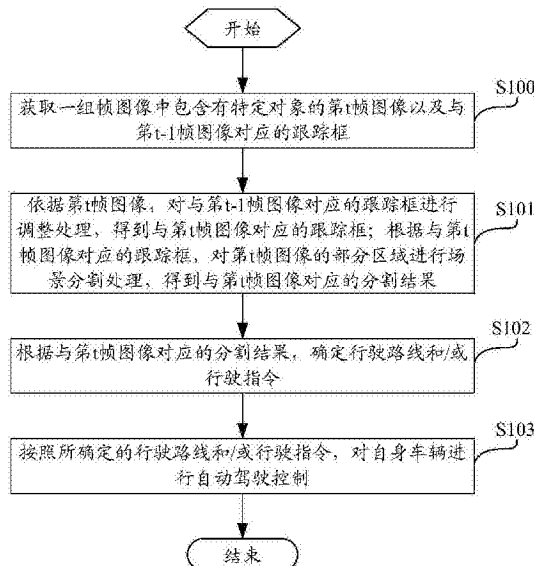 开始
S100
获取一组帧图像中包含有特定对象的第t帧图像以及与
第t-1帧图像对应的跟踪框
S101
依据第t帧图像，对与第t-1帧图像对应的跟踪框进行
调整处理，得到与第t帧图像对应的跟踪框；根据与第t
帧图像对应的跟踪框，对第t帧图像的部分区域进行场
景分割处理，得到与第t帧图像对应的分割结果
S102
根据与第t帧图像对应的分割结果，确定行驶路线和/或
行驶指令
S103
按照所确定的行驶路线和/或行驶指令，对自身车辆进
行自动驾驶控制
结束